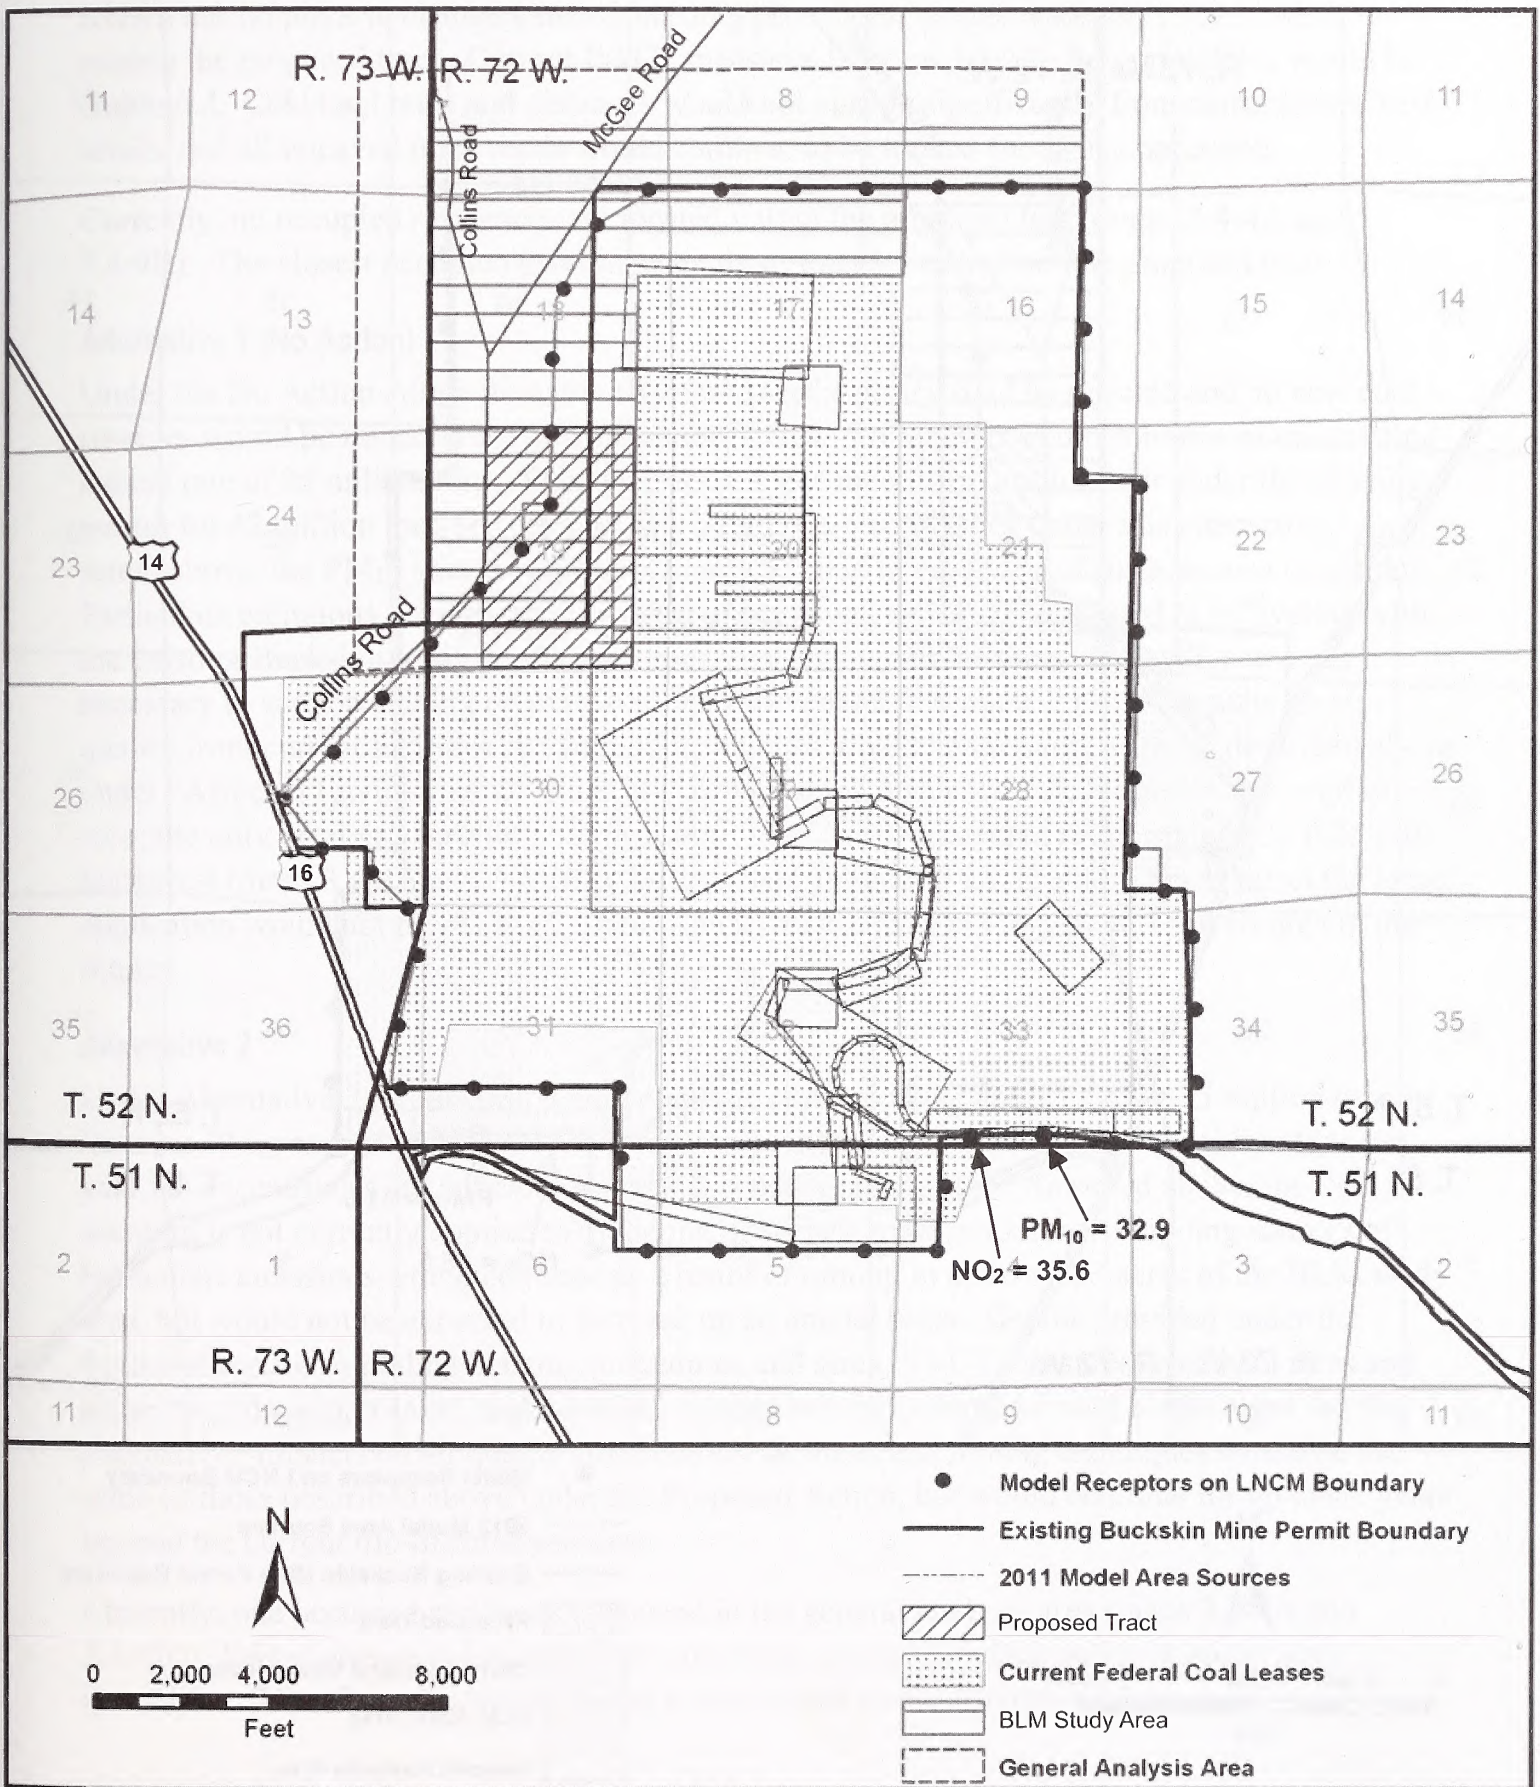 R. 73 W. R. 72 W.
McGee Road
11 12 8 9 10 11
Collins Road
14 13 18 17 16 15 14
23 24 19 20 21 22 23
14
Collins Road
26 30 29 28 27 26
16
35 36 31 32 33 34 35
T. 52 N. T. 52 N.
T. 51 N. T. 51 N.
PM10 = 32.9
NO2 = 35.6
2 1 6 5 4 3 2
R. 73 W. R. 72 W.
11 12 7 8 9 10 11
N
0 2,000 4,000 8,000
Feet
Model Receptors on LNCM Boundary
Existing Buckskin Mine Permit Boundary
2011 Model Area Sources
Proposed Tract
Current Federal Coal Leases
BLM Study Area
General Analysis Area